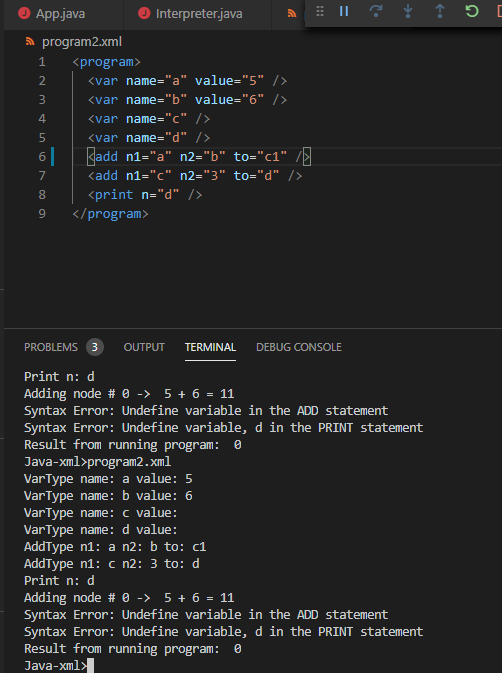 App.java
Interpreter.java
program2.xml
1 <program>
2 <var name="a" value="5" />
3 <var name="b" value="6" />
4 <var name="c" />
5 <var name="d" />
6 <add n1="a" n2="b" to="c1" />
7 <add n1="c" n2="3" to="d" />
8 <print n="d" />
9 </program>
PROBLEMS 3 OUTPUT TERMINAL DEBUG CONSOLE
Print n: d
Adding node # 0 -> 5 + 6 = 11
Syntax Error: Undefine variable in the ADD statement
Syntax Error: Undefine variable, d in the PRINT statement
Result from running program: 0
Java-xml>program2.xml
VarType name: a value: 5
VarType name: b value: 6
VarType name: c value:
VarType name: d value:
AddType n1: a n2: b to: c1
AddType n1: c n2: 3 to: d
Print n: d
Adding node # 0 -> 5 + 6 = 11
Syntax Error: Undefine variable in the ADD statement
Syntax Error: Undefine variable, d in the PRINT statement
Result from running program: 0
Java-xml>